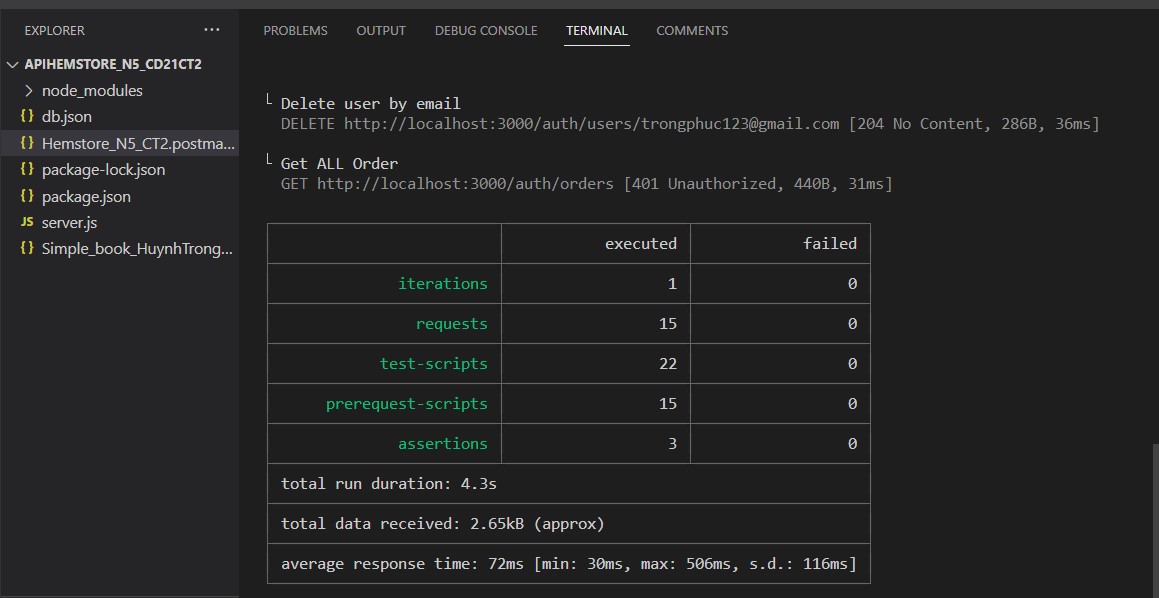 EXPLORER ...
APIHEMSTORE_N5_CD21CT2
node_modules
{} db.json
{} Hemstore_N5_CT2.postma...
{} package-lock.json
{} package.json
JS server.js
{} Simple_book_HuynhTrong...
PROBLEMS OUTPUT DEBUG CONSOLE TERMINAL COMMENTS
└ Delete user by email
DELETE http://localhost:3000/auth/users/trongphuc123@gmail.com [204 No Content, 286B, 36ms]
└ Get ALL Order
GET http://localhost:3000/auth/orders [401 Unauthorized, 440B, 31ms]
executed failed
iterations 1 0
requests 15 0
test-scripts 22 0
prerequest-scripts 15 0
assertions 3 0
total run duration: 4.3s
total data received: 2.65kB (approx)
average response time: 72ms [min: 30ms, max: 506ms, s.d.: 116ms]